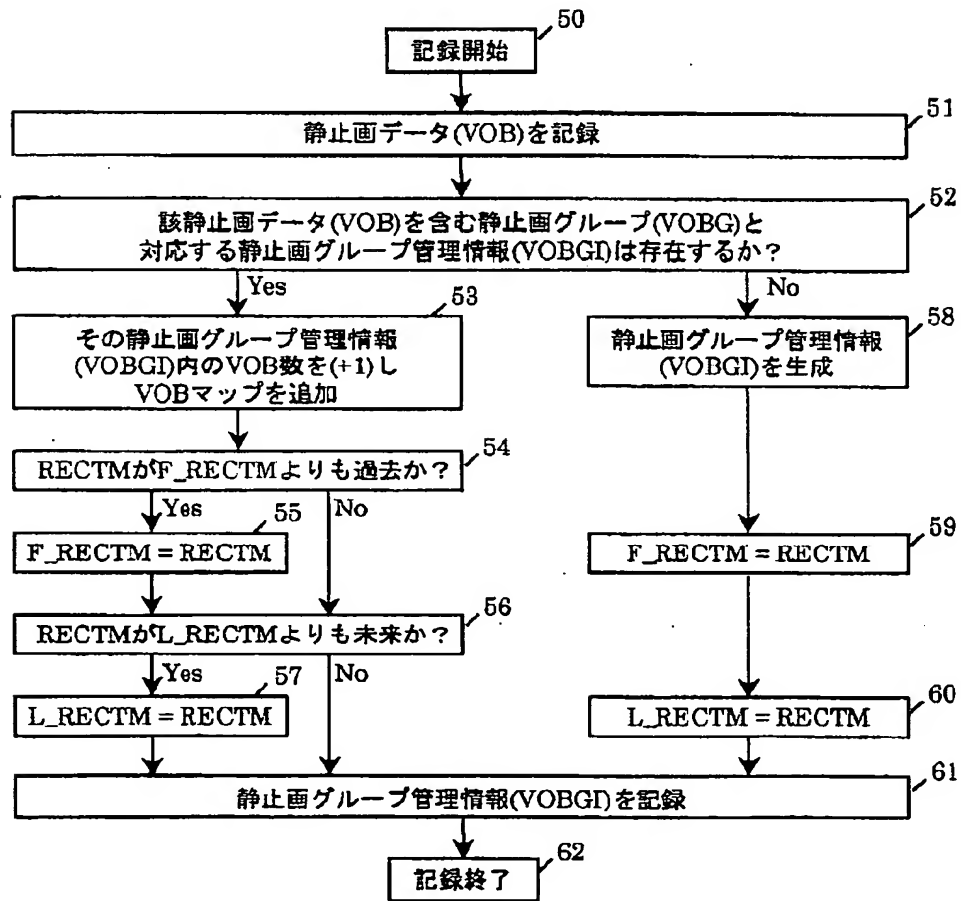 50
記録開始
51
静止画データ(VOB)を記録
52
該静止画データ(VOB)を含む静止画グループ(VOBG)と
対応する静止画グループ管理情報(VOBGI)は存在するか？
Yes
No
53
その静止画グループ管理情報
(VOBGI)内のVOB数を(+1)し
VOBマップを追加
58
静止画グループ管理情報
(VOBGI)を生成
54
RECTMがF_RECTMよりも過去か？
Yes
No
55
F_RECTM = RECTM
59
F_RECTM = RECTM
56
RECTMがL_RECTMよりも未来か？
Yes
No
57
L_RECTM = RECTM
60
L_RECTM = RECTM
61
静止画グループ管理情報(VOBGI)を記録
62
記録終了